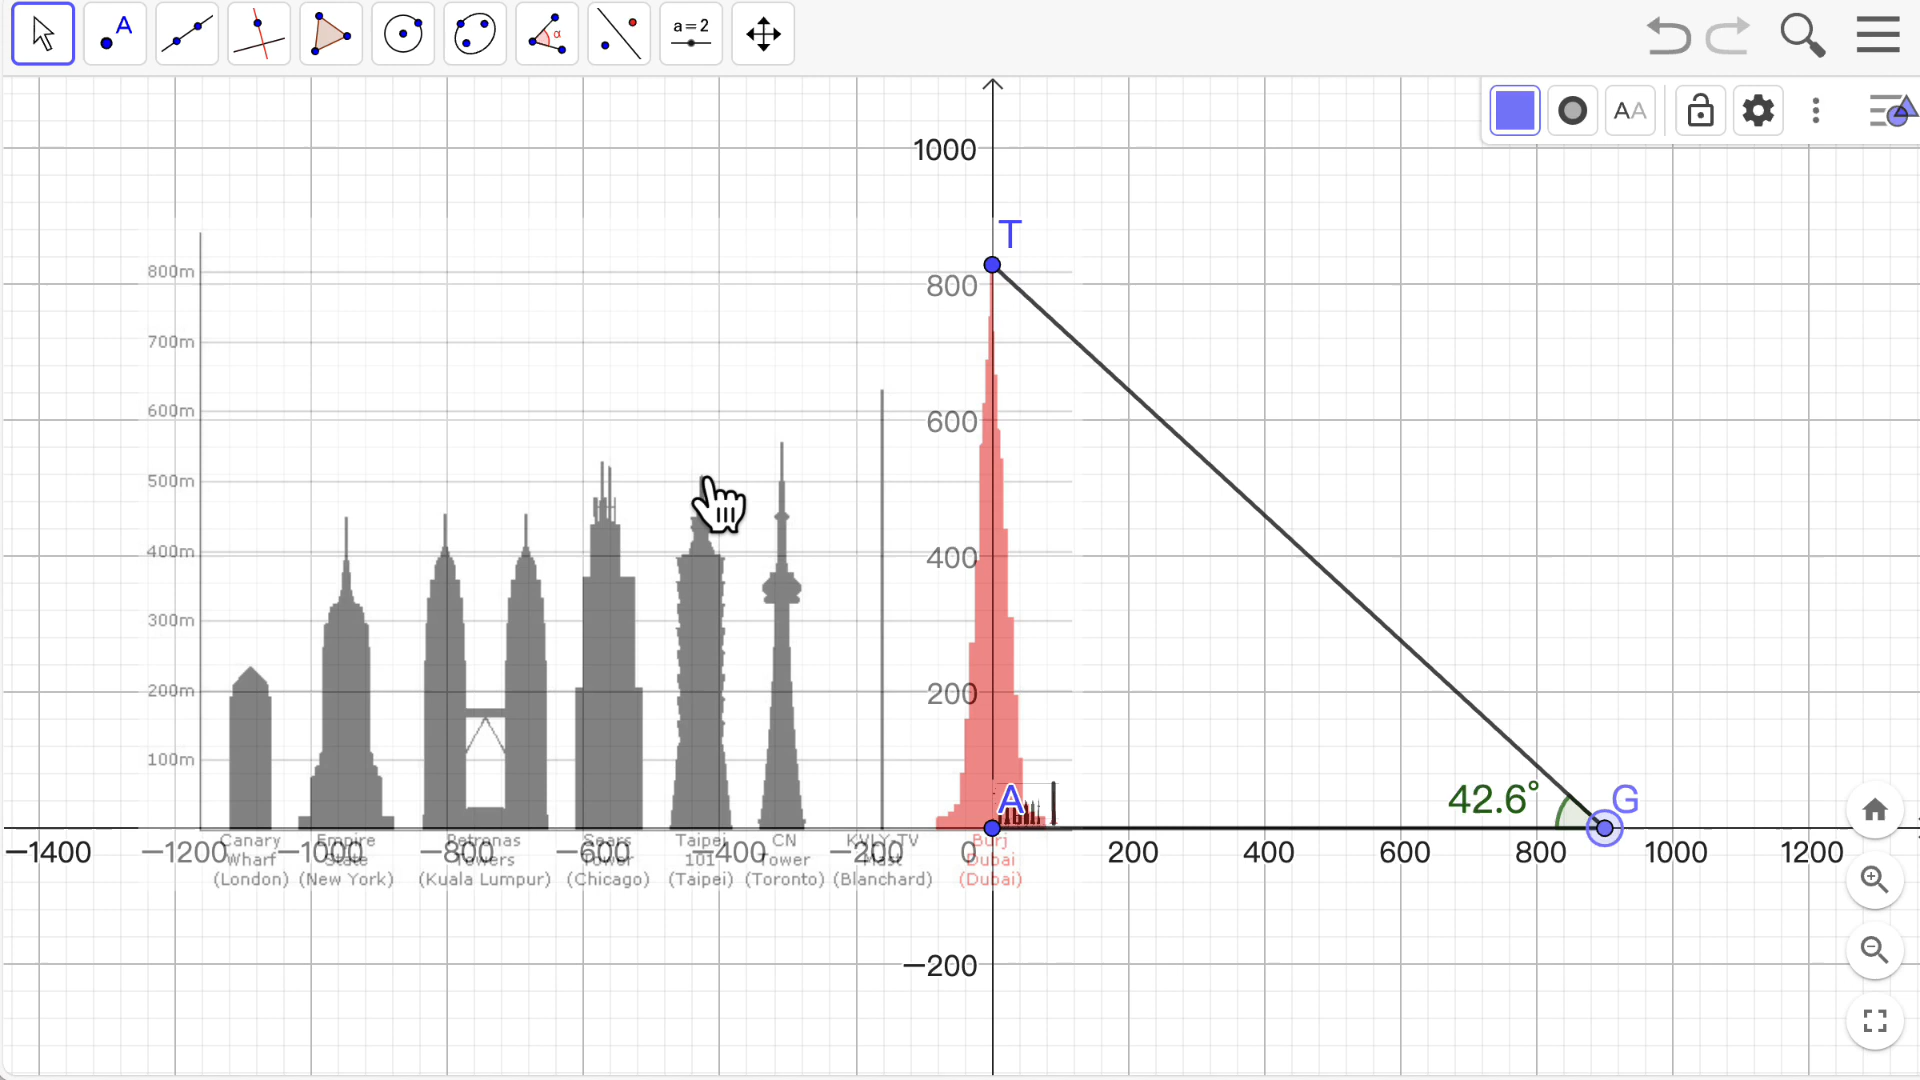 A
α
a=2
AA
1000
T
800m
800
700m
600m
600
500m
400m
400
300m
200m
200
100m
42.6°
G
A
−1400
−1200
−1000
−800
−600
−400
−200
0
200
400
600
800
1000
1200
Canary
Wharf
(London)
Empire
State
(New York)
Petronas
Towers
(Kuala Lumpur)
Sears
Tower
(Chicago)
Taipei
101
(Taipei)
CN
Tower
(Toronto)
KVLY TV
Mast
(Blanchard)
Burj
Dubai
(Dubai)
−200